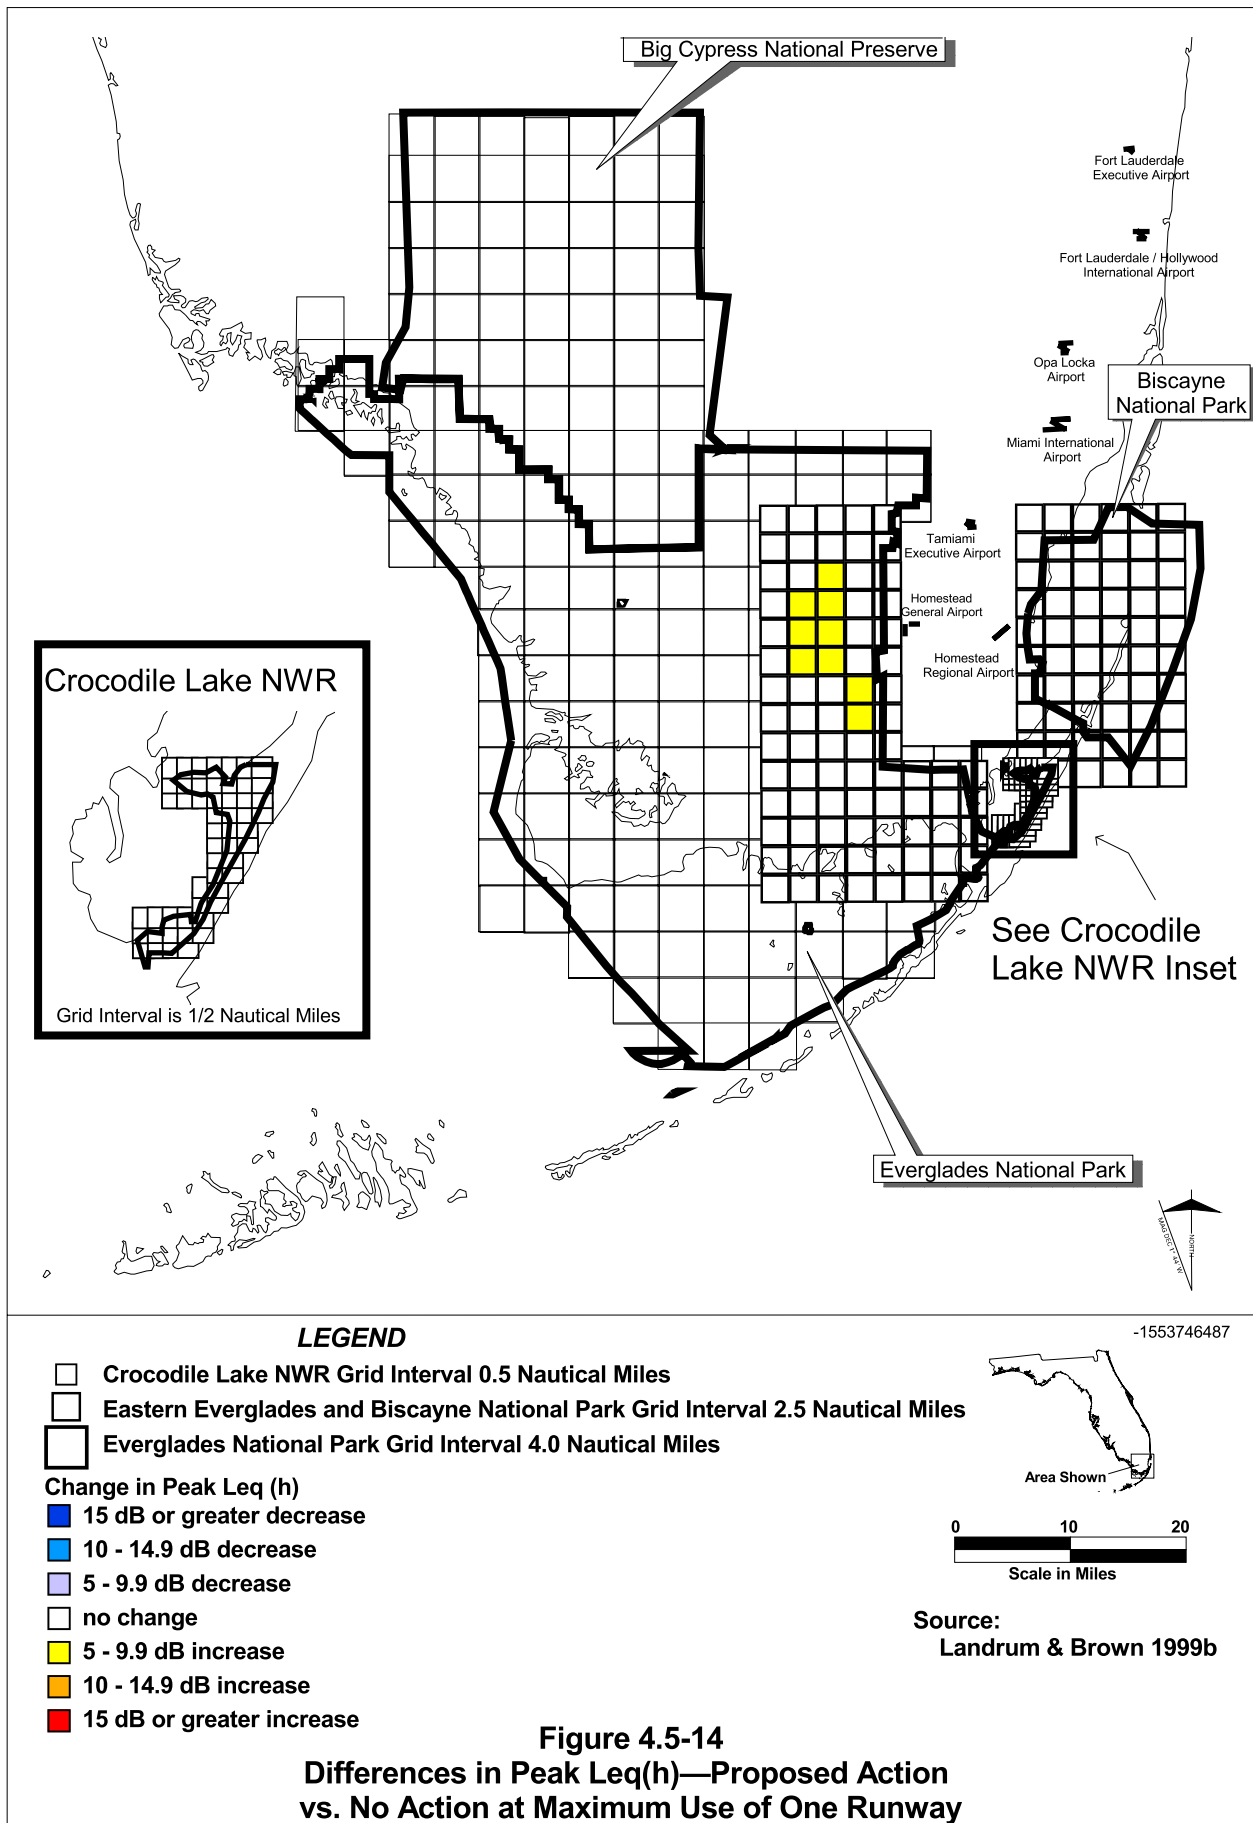 Big Cypress National Preserve
Fort Lauderdale
Executive Airport
Fort Lauderdale / Hollywood
International Airport
Opa Locka
Airport
Biscayne
National Park
Miami International
Airport
Tamiami
Executive Airport
Homestead
General Airport
Homestead
Regional Airport
Crocodile Lake NWR
Grid Interval is 1/2 Nautical Miles
See Crocodile
Lake NWR Inset
Everglades National Park
MAG DEC 1° 44' W
NORTH
LEGEND
-1553746487
Crocodile Lake NWR Grid Interval 0.5 Nautical Miles
Eastern Everglades and Biscayne National Park Grid Interval 2.5 Nautical Miles
Everglades National Park Grid Interval 4.0 Nautical Miles
Change in Peak Leq (h)
15 dB or greater decrease
10 - 14.9 dB decrease
5 - 9.9 dB decrease
no change
5 - 9.9 dB increase
10 - 14.9 dB increase
15 dB or greater increase
Area Shown
0 10 20
Scale in Miles
Source:
Landrum & Brown 1999b
Figure 4.5-14
Differences in Peak Leq(h)—Proposed Action
vs. No Action at Maximum Use of One Runway